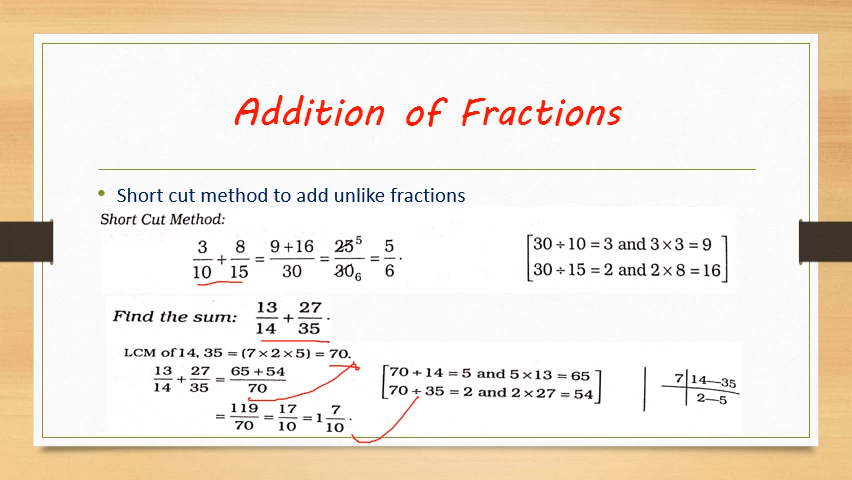 Addition of Fractions
• Short cut method to add unlike fractions
Short Cut Method:
3/10 + 8/15 = (9+16)/30 = 25⁵/30₆ = 5/6.
[30 ÷ 10 = 3 and 3 × 3 = 9
30 ÷ 15 = 2 and 2 × 8 = 16]
Find the sum: 13/14 + 27/35.
LCM of 14, 35 = (7 × 2 × 5) = 70.
13/14 + 27/35 = (65 + 54)/70
[70 ÷ 14 = 5 and 5 × 13 = 65
70 ÷ 35 = 2 and 2 × 27 = 54]
7 | 14—35
2—5
= 119/70 = 17/10 = 1 7/10.